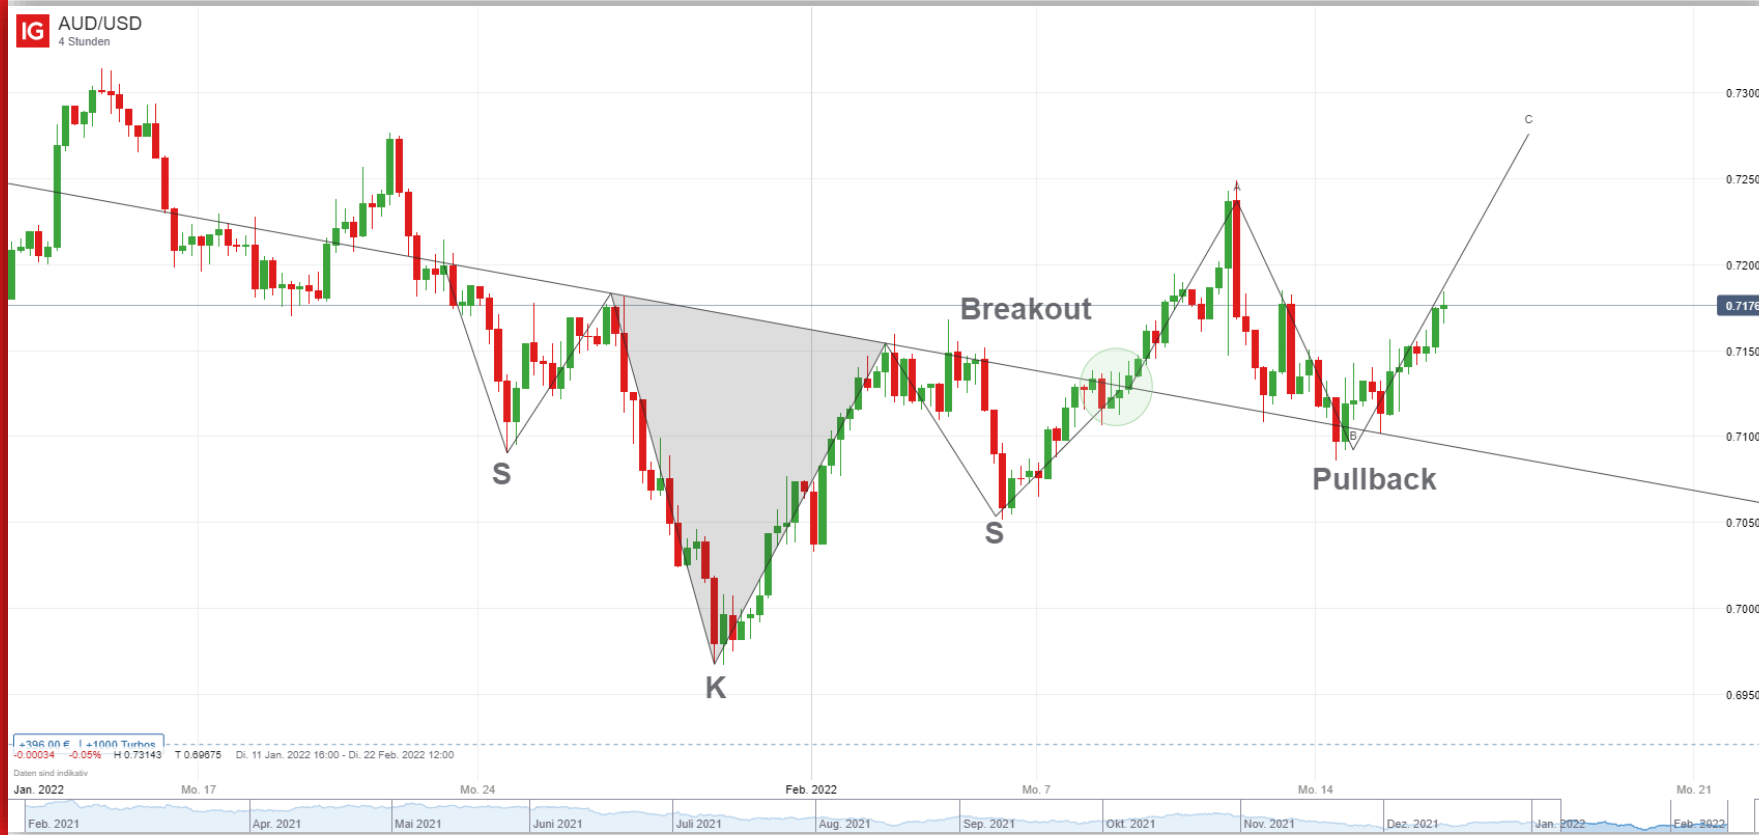 IG AUD/USD
4 Stunden
0.7300
C
0.7250
A
0.7200
Breakout
0.7176
0.7150
0.7100
B
S
Pullback
0.7050
S
0.7000
K
0.6950
+396.00 € | +1000 Turbos
-0.00034 -0.05% H 0.73143 T 0.69675 Di. 11 Jan. 2022 16:00 - Di. 22 Feb. 2022 12:00
Daten sind indikativ
Jan. 2022 Mo. 17 Mo. 24 Feb. 2022 Mo. 7 Mo. 14 Mo. 21
Feb. 2021 Apr. 2021 Mai 2021 Juni 2021 Juli 2021 Aug. 2021 Sep. 2021 Okt. 2021 Nov. 2021 Dez. 2021 Jan. 2022 Feb. 2022